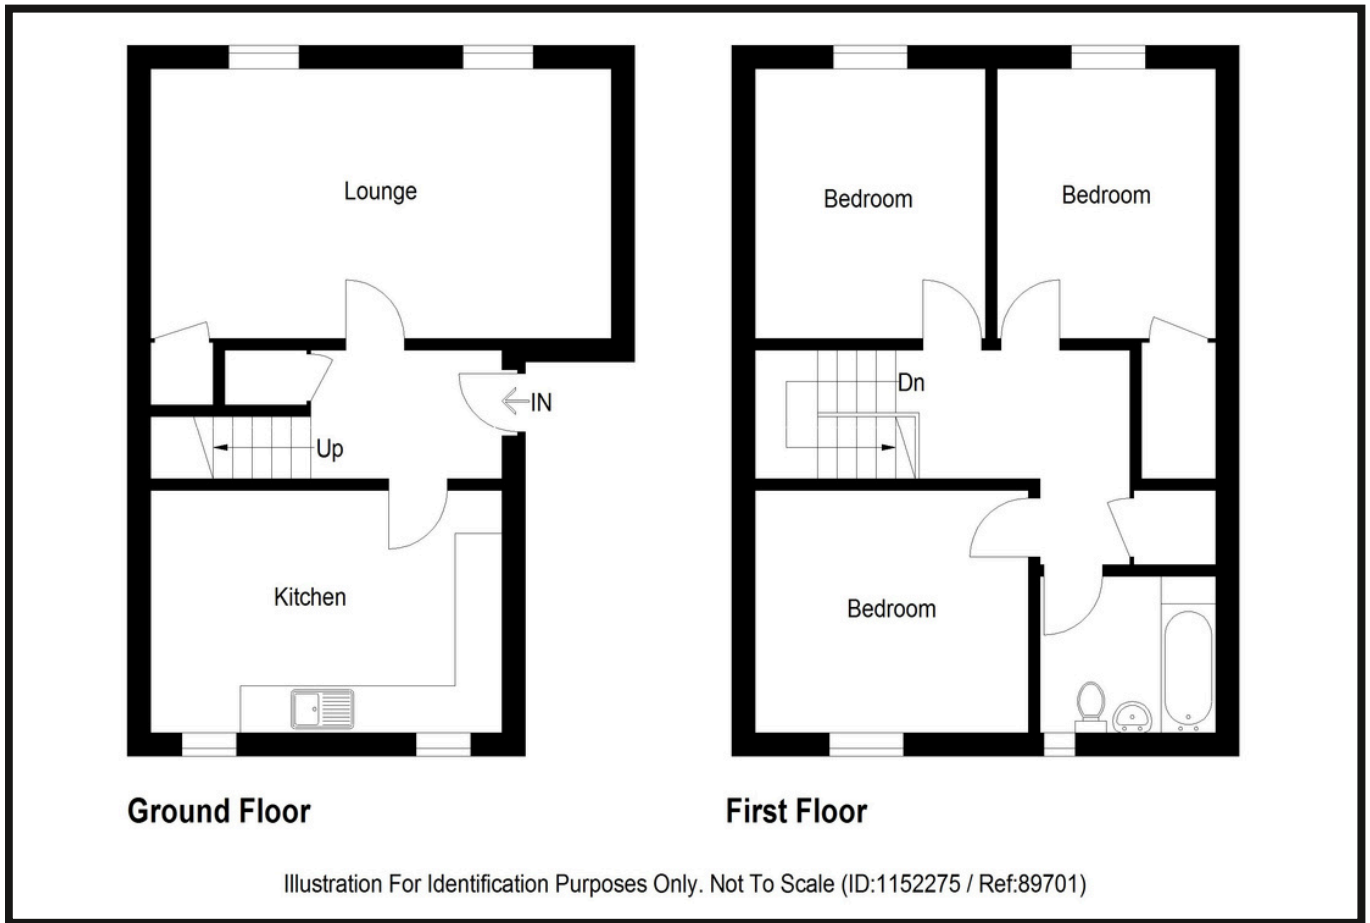 Lounge
IN
Up
Kitchen
Ground Floor
Bedroom
Bedroom
Dn
Bedroom
First Floor
Illustration For Identification Purposes Only. Not To Scale (ID:1152275 / Ref:89701)